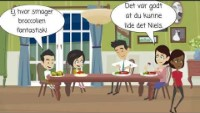 Ej hvor smager
broccolien
fantastisk!
Det var godt
at du kunne
lide det Niels.